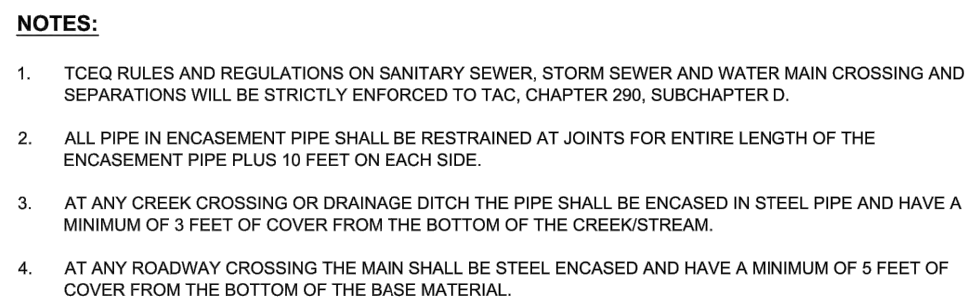 NOTES:
1. TCEQ RULES AND REGULATIONS ON SANITARY SEWER, STORM SEWER AND WATER MAIN CROSSING AND
SEPARATIONS WILL BE STRICTLY ENFORCED TO TAC, CHAPTER 290, SUBCHAPTER D.
2. ALL PIPE IN ENCASEMENT PIPE SHALL BE RESTRAINED AT JOINTS FOR ENTIRE LENGTH OF THE
ENCASEMENT PIPE PLUS 10 FEET ON EACH SIDE.
3. AT ANY CREEK CROSSING OR DRAINAGE DITCH THE PIPE SHALL BE ENCASED IN STEEL PIPE AND HAVE A
MINIMUM OF 3 FEET OF COVER FROM THE BOTTOM OF THE CREEK/STREAM.
4. AT ANY ROADWAY CROSSING THE MAIN SHALL BE STEEL ENCASED AND HAVE A MINIMUM OF 5 FEET OF
COVER FROM THE BOTTOM OF THE BASE MATERIAL.